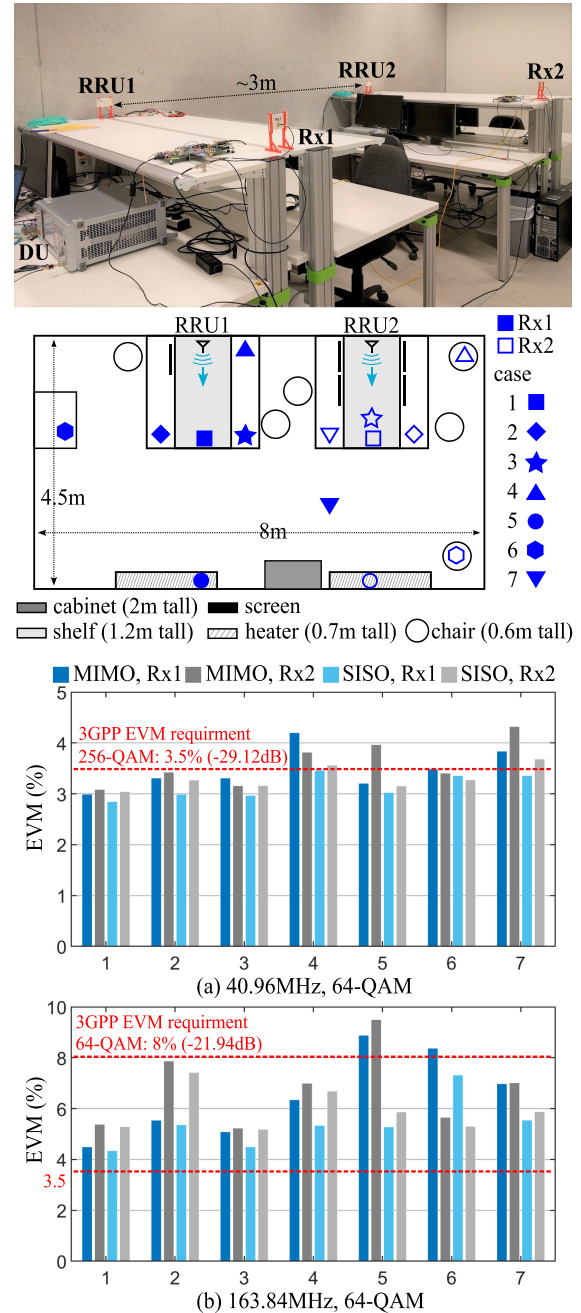 RRU1
~3m
RRU2
Rx2
Rx1
DU
RRU1
RRU2
Rx1
Rx2
case
1
2
3
4
5
6
7
4.5m
8m
cabinet (2m tall)
screen
shelf (1.2m tall)
heater (0.7m tall)
chair (0.6m tall)
MIMO, Rx1
MIMO, Rx2
SISO, Rx1
SISO, Rx2
5
4
3
2
1
0
EVM (%)
3GPP EVM requirment
256-QAM: 3.5% (-29.12dB)
1 2 3 4 5 6 7
(a) 40.96MHz, 64-QAM
10
8
6
4
3.5
2
0
EVM (%)
3GPP EVM requirment
64-QAM: 8% (-21.94dB)
1 2 3 4 5 6 7
(b) 163.84MHz, 64-QAM